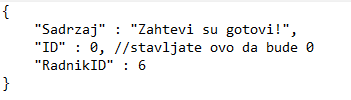 {
"Sadrzaj" : "Zahtevi su gotovi!",
"ID" : 0, //stavljate ovo da bude 0
"RadnikID" : 6
}